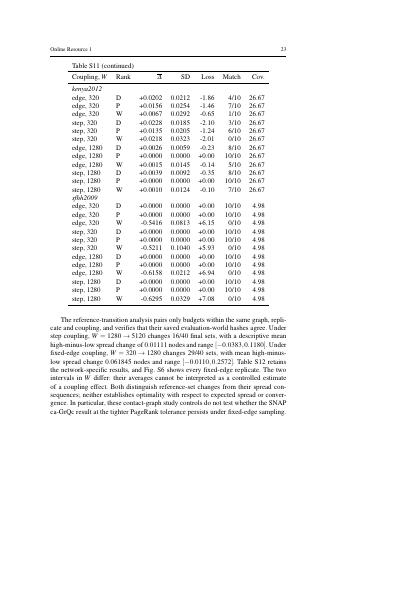 Online Resource 1 23
Table S11 (continued)
Coupling, W Rank Δ̅ SD Loss Match Cov.
kenya2012
edge, 320 D +0.0202 0.0212 -1.86 4/10 26.67
edge, 320 P +0.0156 0.0254 -1.46 7/10 26.67
edge, 320 W +0.0067 0.0292 -0.65 1/10 26.67
step, 320 D +0.0228 0.0185 -2.10 3/10 26.67
step, 320 P +0.0135 0.0205 -1.24 6/10 26.67
step, 320 W +0.0218 0.0323 -2.01 0/10 26.67
edge, 1280 D +0.0026 0.0059 -0.23 8/10 26.67
edge, 1280 P +0.0000 0.0000 +0.00 10/10 26.67
edge, 1280 W +0.0015 0.0145 -0.14 5/10 26.67
step, 1280 D +0.0039 0.0092 -0.35 8/10 26.67
step, 1280 P +0.0000 0.0000 +0.00 10/10 26.67
step, 1280 W +0.0010 0.0124 -0.10 7/10 26.67
sfhh2009
edge, 320 D +0.0000 0.0000 +0.00 10/10 4.98
edge, 320 P +0.0000 0.0000 +0.00 10/10 4.98
edge, 320 W -0.5416 0.0813 +6.15 0/10 4.98
step, 320 D +0.0000 0.0000 +0.00 10/10 4.98
step, 320 P +0.0000 0.0000 +0.00 10/10 4.98
step, 320 W -0.5211 0.1040 +5.93 0/10 4.98
edge, 1280 D +0.0000 0.0000 +0.00 10/10 4.98
edge, 1280 P +0.0000 0.0000 +0.00 10/10 4.98
edge, 1280 W -0.6158 0.0212 +6.94 0/10 4.98
step, 1280 D +0.0000 0.0000 +0.00 10/10 4.98
step, 1280 P +0.0000 0.0000 +0.00 10/10 4.98
step, 1280 W -0.6295 0.0329 +7.08 0/10 4.98
The reference-transition analysis pairs only budgets within the same graph, repli-
cate and coupling, and verifies that their saved evaluation-world hashes agree. Under
step coupling, W = 1280 → 5120 changes 16/40 final sets, with a descriptive mean
high-minus-low spread change of 0.01111 nodes and range [−0.0383,0.1180]. Under
fixed-edge coupling, W = 320 → 1280 changes 29/40 sets, with mean high-minus-
low spread change 0.061845 nodes and range [−0.0110,0.2572]. Table S12 retains
the network-specific results, and Fig. S6 shows every fixed-edge replicate. The two
intervals in W differ: their averages cannot be interpreted as a controlled estimate
of a coupling effect. Both distinguish reference-set changes from their spread con-
sequences; neither establishes optimality with respect to expected spread or conver-
gence. In particular, these contact-graph study controls do not test whether the SNAP
ca-GrQc result at the tighter PageRank tolerance persists under fixed-edge sampling.